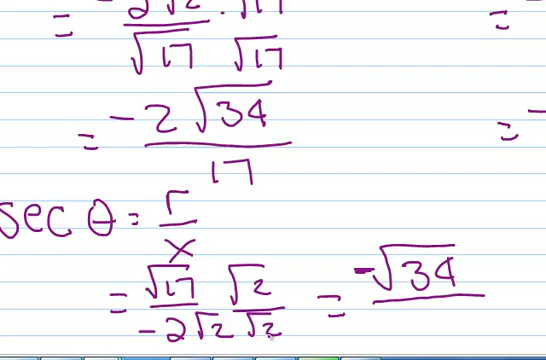 = -2√2 · √17 / √17 √17 =
= -2√34 / 17 =
sec θ = r / x
= √17 √2 / -2√2 √2 = -√34 /